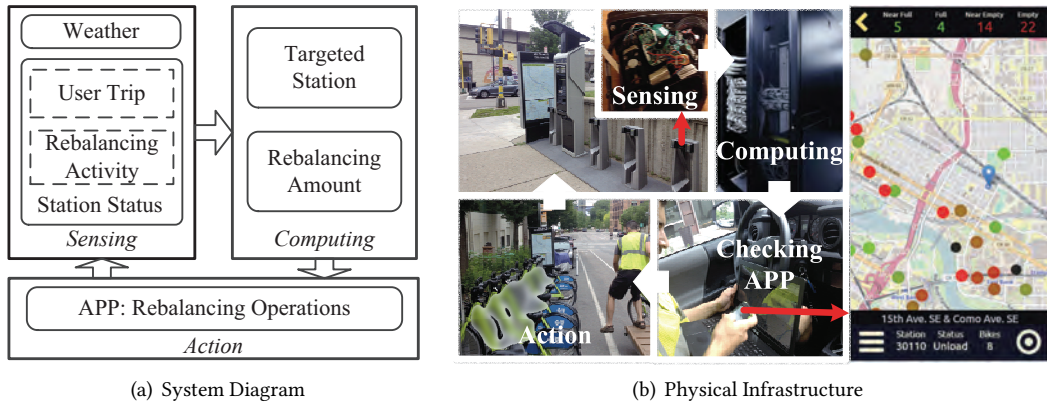 Weather
User Trip
Rebalancing
Activity
Station Status
Sensing
Targeted
Station
Rebalancing
Amount
Computing
APP: Rebalancing Operations
Action
(a) System Diagram
Sensing
Computing
Action
Checking
APP
Near Full Full Near Empty Empty
5 4 14 22
15th Ave. SE & Como Ave. SE
Station Status Bikes
30110 Unload 8
(b) Physical Infrastructure